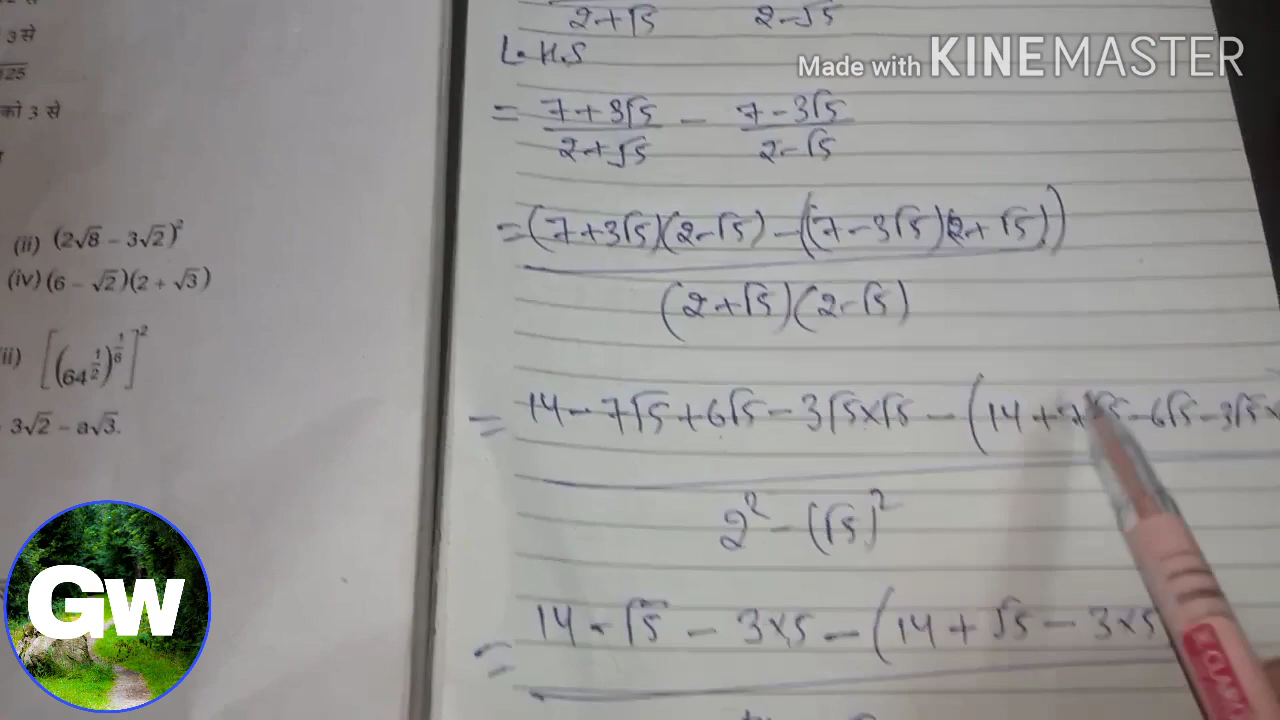 3 से
125
को 3 से
(ii) (2√8 − 3√2)²
(iv) (6 − √2)(2 + √3)
ii) [(64^(1/2))^(1/6)]²
3√2 − a√3.
GW
Made with KINEMASTER
2+√5 2-√5
L.H.S
= (7+3√5)/(2+√5) - (7-3√5)/(2-√5)
= (7+3√5)(2-√5) - ((7-3√5)(2+√5))
(2+√5)(2-√5)
= 14 - 7√5 + 6√5 - 3√5×√5 - (14 + 7√5 - 6√5 - 3√5×
2² - (√5)²
= 14 - √5 - 3×5 - (14 + √5 - 3×5